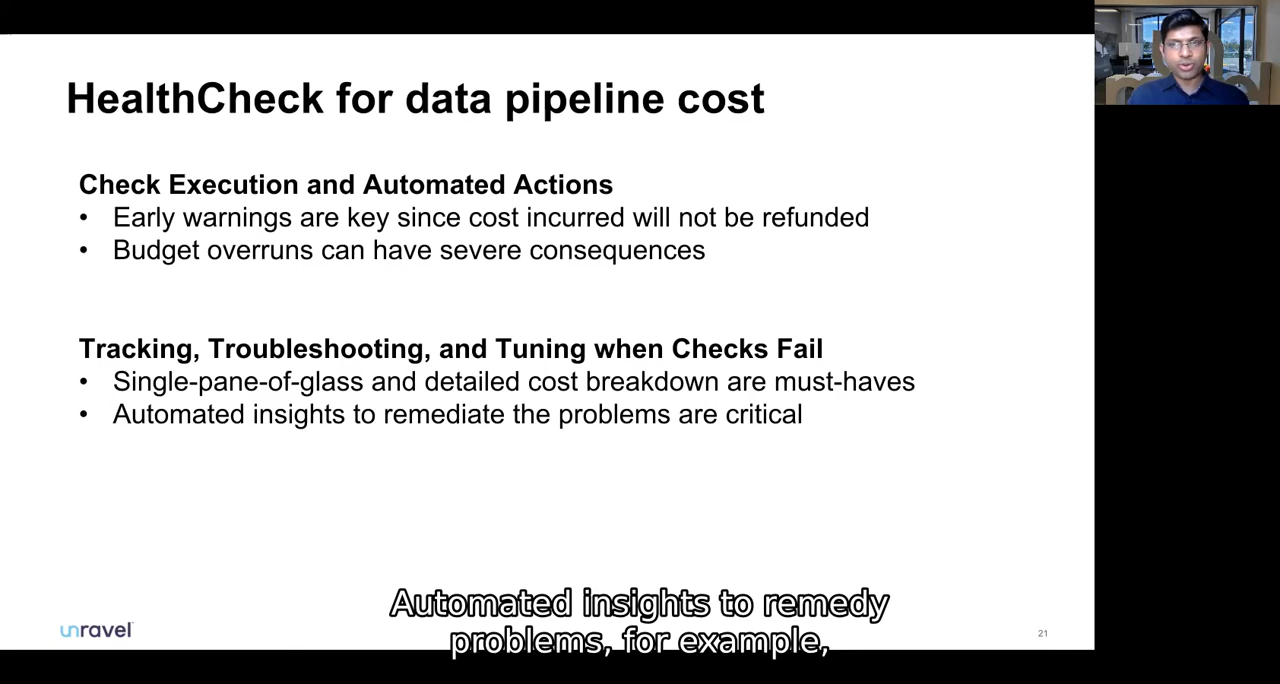 HealthCheck for data pipeline cost
Check Execution and Automated Actions
• Early warnings are key since cost incurred will not be refunded
• Budget overruns can have severe consequences
Tracking, Troubleshooting, and Tuning when Checks Fail
• Single-pane-of-glass and detailed cost breakdown are must-haves
• Automated insights to remediate the problems are critical
Automated insights to remedy
problems, for example,
unravel
21